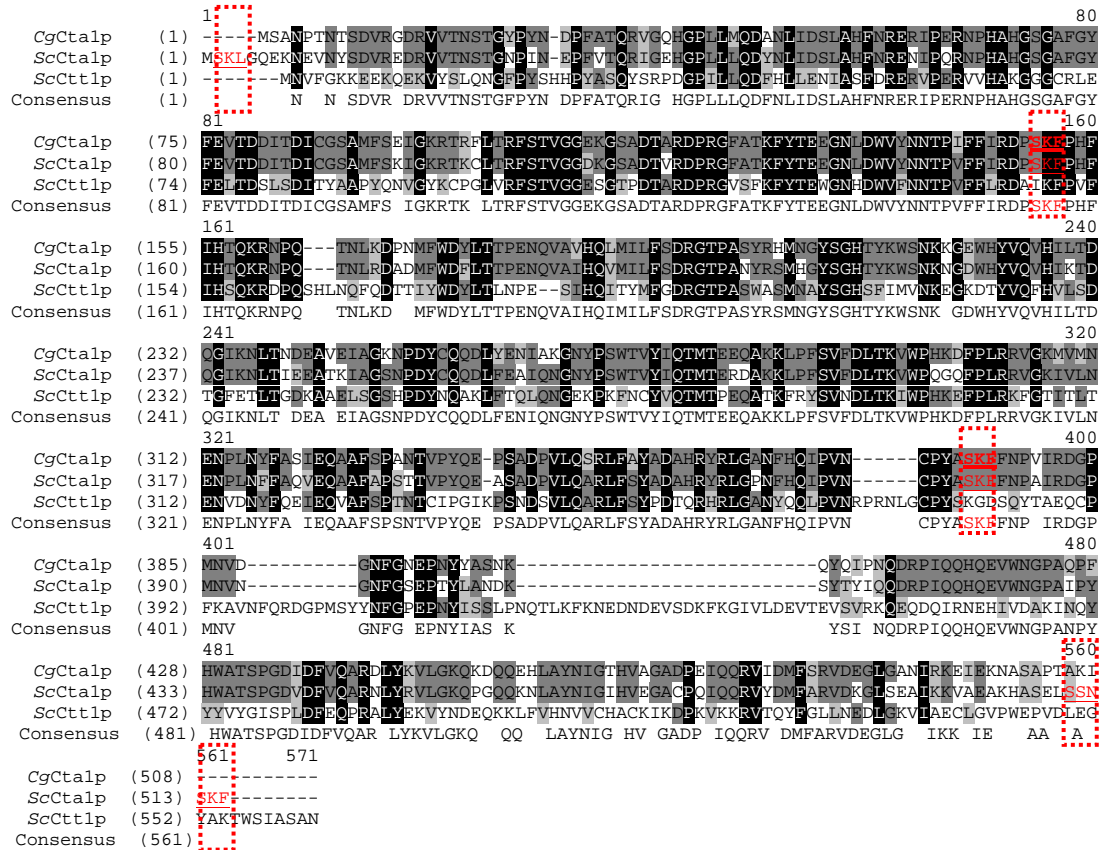 1 80
CgCta1p (1) -----MSANPTNTSDVRGDRVVTNSTGYPYN-DPFATQRVGQHGPLLMQDANLIDSLAHFNRERIPERNPHAHGSGAFGY
ScCta1p (1) MSKLGQEKNEVNYSDVREDRVVTNSTGNPIN-EPFVTQRIGEHGPLLLQDYNLIDSLAHFNRENIPQRNPHAHGSGAFGY
ScCtt1p (1) -------MNVFGKKEEKQEKVYSLQNGFPYSHHPYASQYSRPDGPILLQDFHLLENIASFDRERVPERVVHAKGGGCRLE
Consensus (1) N N SDVR DRVVTNSTGFPYN DPFATQRIG HGPLLLQDFNLIDSLAHFNRERIPERNPHAHGSGAFGY
81 160
CgCta1p (75) FEVTDDITDICGSAMFSEIGKRTRFLTRFSTVGGEKGSADTARDPRGFATKFYTEEGNLDWVYNNTPIFFIRDPSKFPHF
ScCta1p (80) FEVTDDITDICGSAMFSKIGKRTKCLTRFSTVGGDKGSADTVRDPRGFATKFYTEEGNLDWVYNNTPVFFIRDPSKFPHF
ScCtt1p (74) FELTDSLSDITYAAPYQNVGYKCPGLVRFSTVGGESGTPDTARDPRGVSFKFYTEWGNHDWVFNNTPVFFLRDAIKFPVF
Consensus (81) FEVTDDITDICGSAMFS IGKRTK LTRFSTVGGEKGSADTARDPRGFATKFYTEEGNLDWVYNNTPVFFIRDPSKFPHF
161 240
CgCta1p (155) IHTQKRNPQ---TNLKDPNMFWDYLTTPENQVAVHQLMILFSDRGTPASYRHMNGYSGHTYKWSNKKGEWHYVQVHILTD
ScCta1p (160) IHTQKRNPQ---TNLRDADMFWDFLTTPENQVAIHQVMILFSDRGTPANYRSMHGYSGHTYKWSNKNGDWHYVQVHIKTD
ScCtt1p (154) IHSQKRDPQSHLNQFQDTTIYWDYLTLNPE--SIHQITYMFGDRGTPASWASMNAYSGHSFIMVNKEGKDTYVQFHVLSD
Consensus (161) IHTQKRNPQ TNLKD MFWDYLTTPENQVAIHQIMILFSDRGTPASYRSMNGYSGHTYKWSNK GDWHYVQVHILTD
241 320
CgCta1p (232) QGIKNLTNDEAVEIAGKNPDYCQQDLYENIAKGNYPSWTVYIQTMTEEQAKKLPFSVFDLTKVWPHKDFPLRRVGKMVMN
ScCta1p (237) QGIKNLTIEEATKIAGSNPDYCQQDLFEAIQNGNYPSWTVYIQTMTERDAKKLPFSVFDLTKVWPQGQFPLRRVGKIVLN
ScCtt1p (232) TGFETLTGDKAAELSGSHPDYNQAKLFTQLQNGEKPKFNCYVQTMTPEQATKFRYSVNDLTKIWPHKEFPLRKFGTITLT
Consensus (241) QGIKNLT DEA EIAGSNPDYCQQDLFENIQNGNYPSWTVYIQTMTEEQAKKLPFSVFDLTKVWPHKDFPLRRVGKIVLN
321 400
CgCta1p (312) ENPLNYFASIEQAAFSPANTVPYQE-PSADPVLQSRLFAYADAHRYRLGANFHQIPVN------CPYASKFFNPVIRDGP
ScCta1p (317) ENPLNFFAQVEQAAFAPSTTVPYQE-ASADPVLQARLFSYADAHRYRLGPNFHQIPVN------CPYASKFFNPAIRDGP
ScCtt1p (312) ENVDNYFQEIEQVAFSPTNTCIPGIKPSNDSVLQARLFSYPDTQRHRLGANYQQLPVNRPRNLGCPYSKGDSQYTAEQCP
Consensus (321) ENPLNYFA IEQAAFSPSNTVPYQE PSADPVLQARLFSYADAHRYRLGANFHQIPVN CPYASKFFNP IRDGP
401 480
CgCta1p (385) MNVD---------GNFGNEPNYYASNK---------------------------QYQIPNQDRPIQQHQEVWNGPAQPF
ScCta1p (390) MNVN---------GNFGSEPTYLANDK---------------------------SYTYIQQDRPIQQHQEVWNGPAIPY
ScCtt1p (392) FKAVNFQRDGPMSYYNFGPEPNYISSLPNQTLKFKNEDNDEVSDKFKGIVLDEVTEVSVRKQEQDQIRNEHIVDAKINQY
Consensus (401) MNV GNFG EPNYIAS K YSI NQDRPIQQHQEVWNGPANPY
481 560
CgCta1p (428) HWATSPGDIDFVQARDLYKVLGKQKDQQEHLAYNIGTHVAGADPEIQQRVIDMFSRVDEGLGANIRKEIEKNASAPTAKI
ScCta1p (433) HWATSPGDVDFVQARNLYRVLGKQPGQQKNLAYNIGIHVEGACPQIQQRVYDMFARVDKGLSEAIKKVAEAKHASELSSN
ScCtt1p (472) YYVYGISPLDFEQPRALYEKVYNDEQKKLFVHNVVCHACKIKDPKVKKRVTQYFGLLNEDLGKVIAECLGVPWEPVDLEG
Consensus (481) HWATSPGDIDFVQAR LYKVLGKQ QQ LAYNIG HV GADP IQQRV DMFARVDEGLG IKK IE AA A
561 571
CgCta1p (508) -----------
ScCta1p (513) SKF--------
ScCtt1p (552) YAKTWSIASAN
Consensus (561)